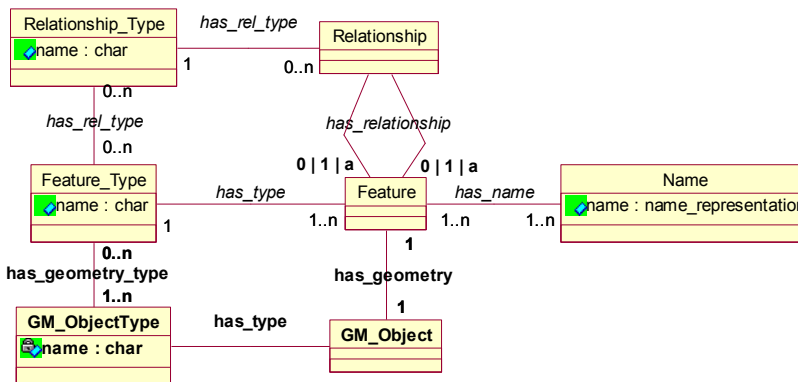 Relationship_Type
name : char
has_rel_type
1
0..n
Relationship
0..n
has_rel_type
0..n
has_relationship
0 | 1 | a
0 | 1 | a
Feature_Type
name : char
1
has_type
1..n
Feature
has_name
1..n
1..n
Name
name : name_representation
0..n
has_geometry_type
1..n
1
has_geometry
1
GM_ObjectType
name : char
has_type
GM_Object